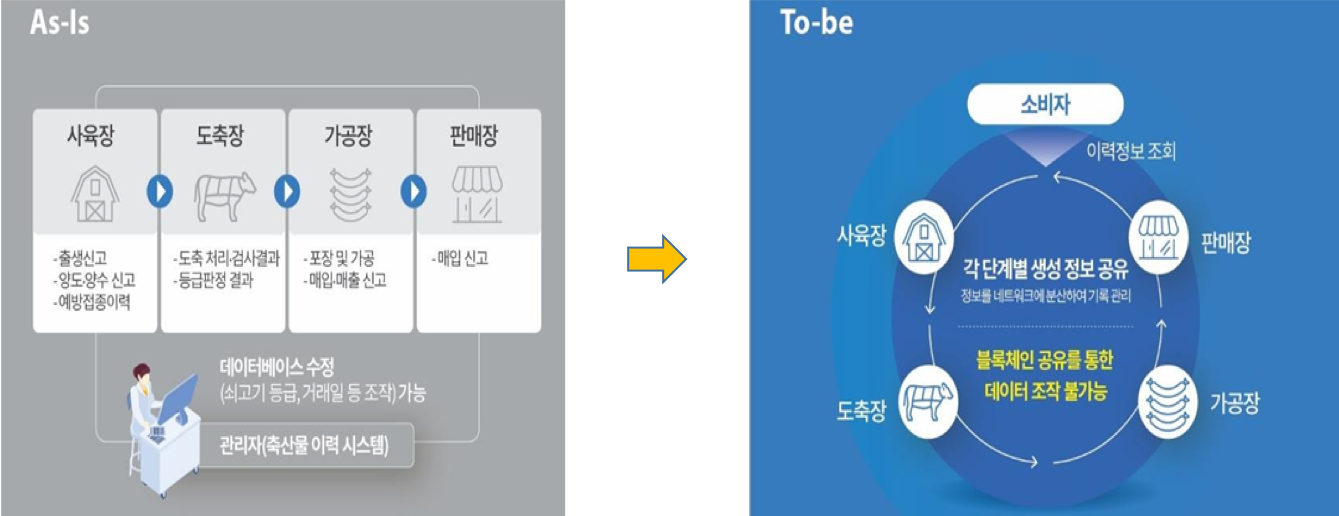 As-Is
사육장
도축장
가공장
판매장
- 출생신고
- 양도·양수 신고
- 예방접종이력
- 도축 처리·검사결과
- 등급판정 결과
- 포장 및 가공
- 매입·매출 신고
- 매입 신고
데이터베이스 수정
(쇠고기 등급, 거래일 등 조작) 가능
관리자(축산물 이력 시스템)
To-be
소비자
이력정보 조회
사육장
판매장
각 단계별 생성 정보 공유
정보를 네트워크에 분산하여 기록 관리
블록체인 공유를 통한
데이터 조작 불가능
도축장
가공장